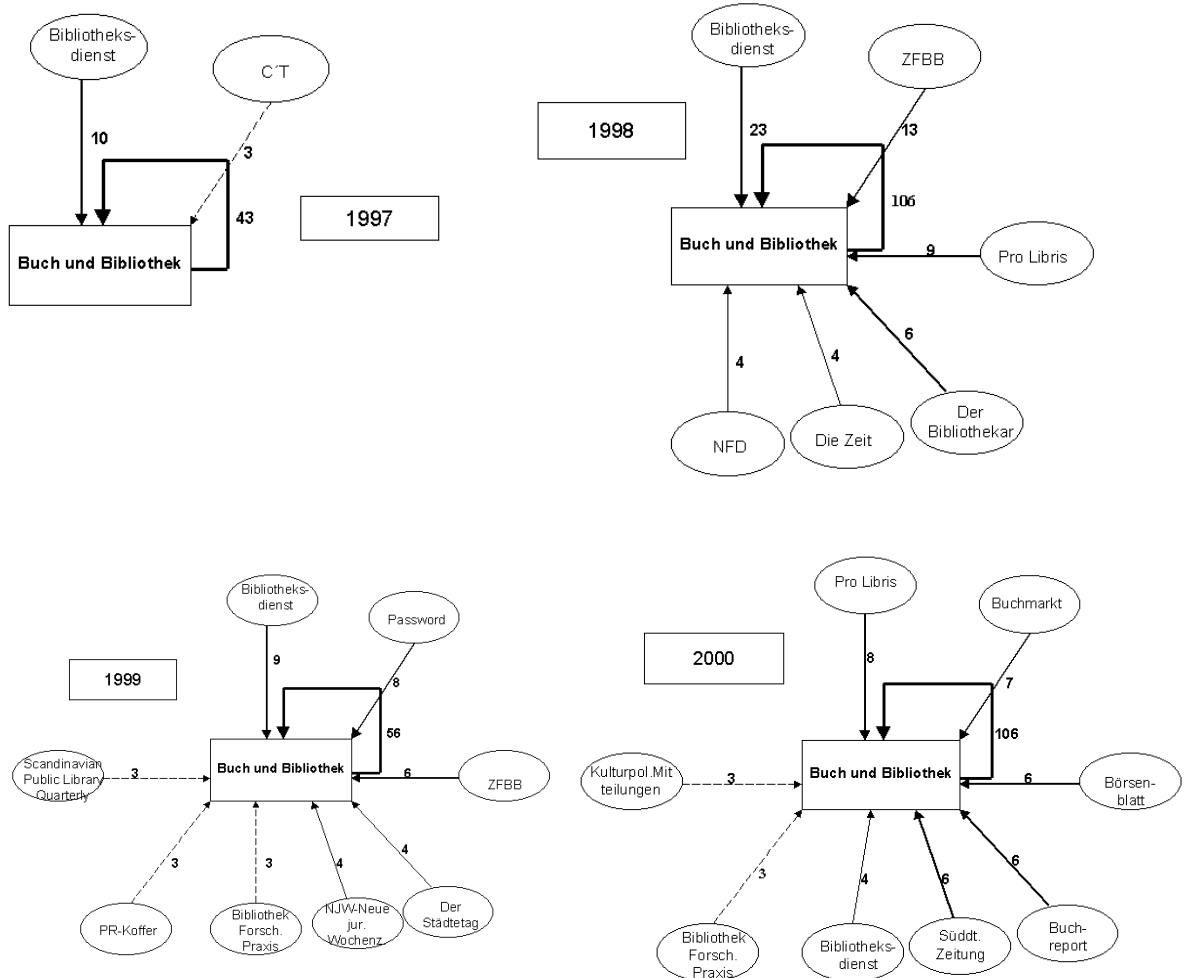 Bibliotheks-
dienst
C´T
10
3
43
Buch und Bibliothek
1997
Bibliotheks-
dienst
ZFBB
1998
23
13
106
Buch und Bibliothek
9
Pro Libris
6
4
4
NFD
Die Zeit
Der
Bibliothekar
Bibliotheks-
dienst
Password
1999
9
8
56
Buch und Bibliothek
Scandinavian
Public Library
Quarterly
3
6
ZFBB
3
3
4
4
PR-Koffer
Bibliothek
Forsch.
Praxis
NJW-Neue
jur.
Wochenz.
Der
Städtetag
Pro Libris
Buchmarkt
2000
8
7
106
Buch und Bibliothek
Kulturpol.Mit
teilungen
3
6
Börsen-
blatt
3
4
6
6
Bibliothek
Forsch.
Praxis
Bibliotheks-
dienst
Süddt.
Zeitung
Buch-
report